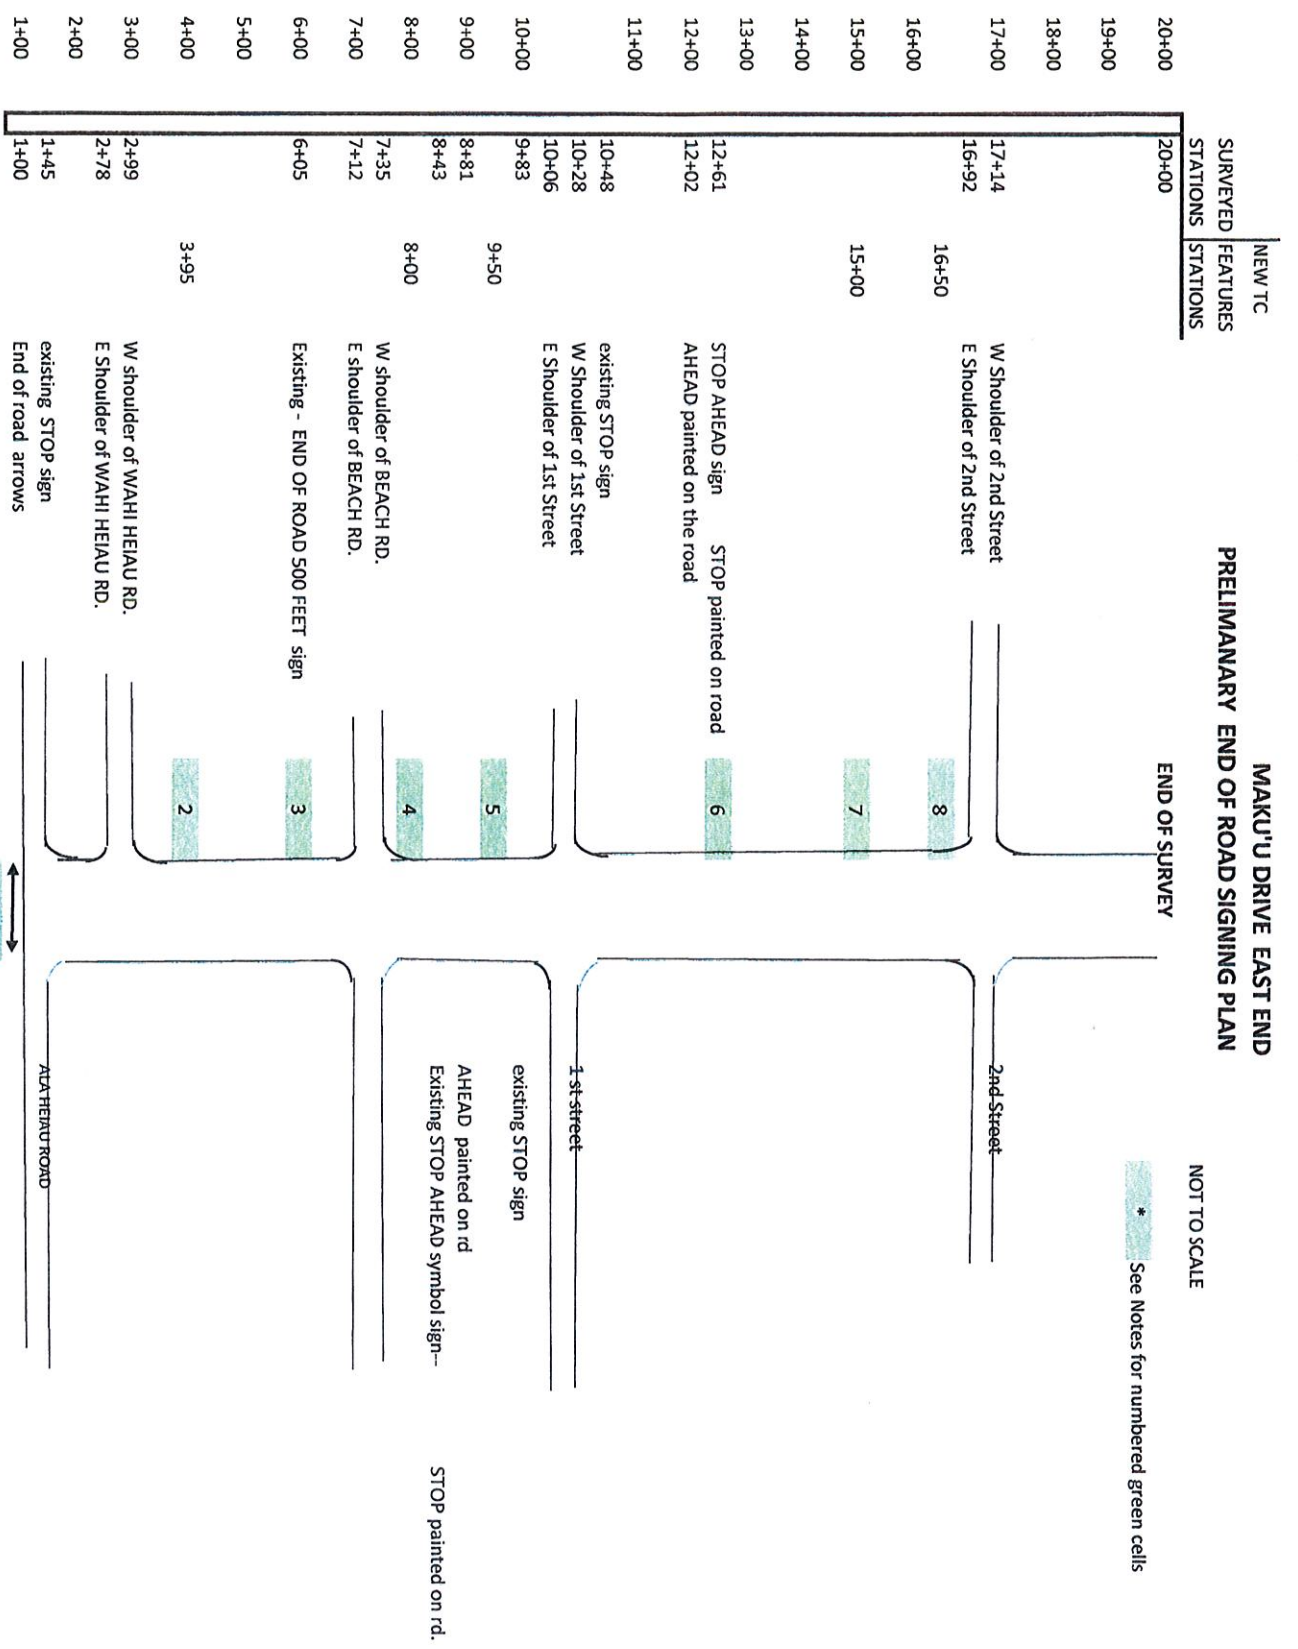 MAKU'U DRIVE EAST END
PRELIMANARY END OF ROAD SIGNING PLAN
NOT TO SCALE
* See Notes for numbered green cells
NEW TC
SURVEYED FEATURES
STATIONS STATIONS
END OF SURVEY
20+00 20+00
19+00
18+00
17+00 17+14 W Shoulder of 2nd Street 2nd Street
16+92 E Shoulder of 2nd Street
16+50 8
16+00
15+00 15+00 7
14+00
13+00
12+61 STOP AHEAD sign STOP painted on road 6
12+00 12+02 AHEAD painted on the road
11+00
10+48 existing STOP sign
10+28 W Shoulder of 1st Street 1 st street
10+06 E Shoulder of 1st Street
10+00 9+83 existing STOP sign
9+50 5
9+00 8+81 AHEAD painted on rd
8+43 Existing STOP AHEAD symbol sign-- STOP painted on rd.
8+00 8+00 4
7+35 W shoulder of BEACH RD.
7+00 7+12 E shoulder of BEACH RD.
6+00 6+05 Existing - END OF ROAD 500 FEET sign 3
5+00
4+00 3+95 2
3+00 2+99 W shoulder of WAHI HEIAU RD.
2+78 E Shoulder of WAHI HEIAU RD.
2+00
1+45 existing STOP sign ALA HEIAU ROAD
1+00 1+00 End of road arrows